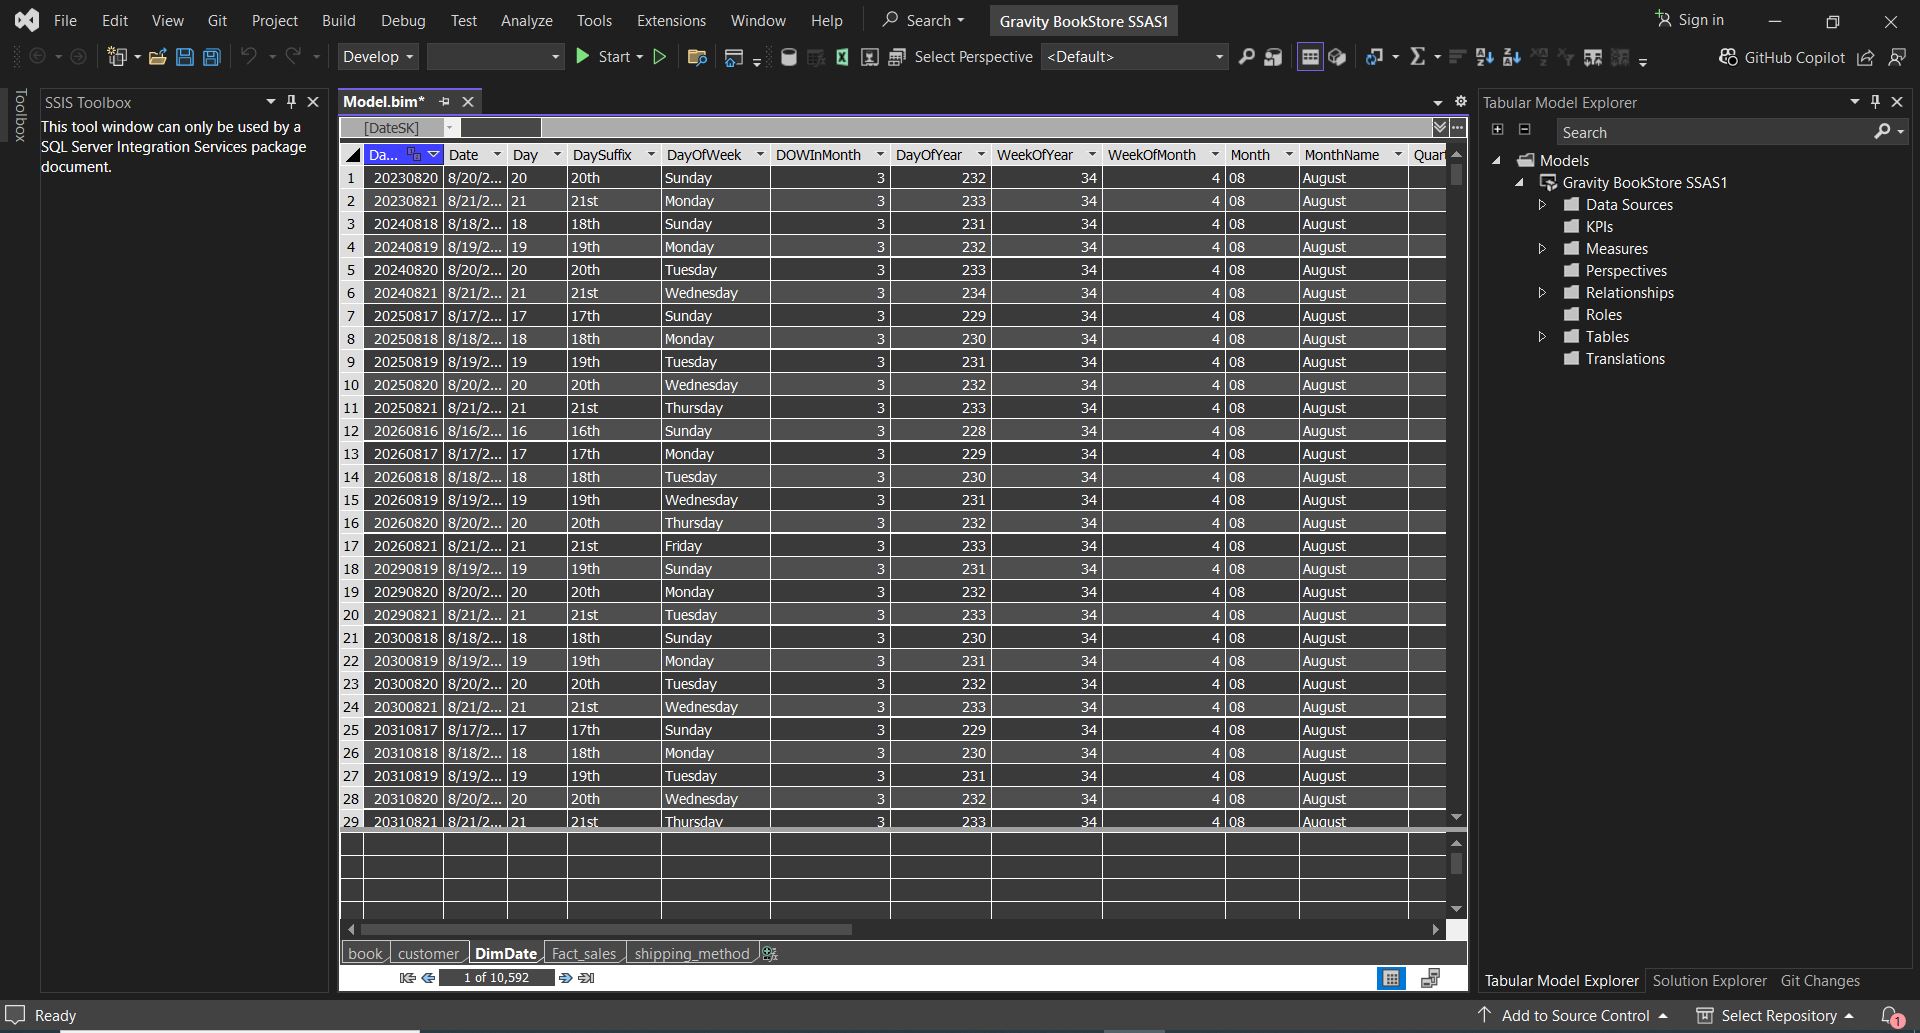 File Edit View Git Project Build Debug Test Analyze Tools Extensions Window Help Search Gravity BookStore SSAS1 Sign in
Develop Start Select Perspective <Default> GitHub Copilot
Toolbox
SSIS Toolbox
This tool window can only be used by a
SQL Server Integration Services package
document.
Model.bim*
[DateSK]
Da... Date Day DaySuffix DayOfWeek DOWInMonth DayOfYear WeekOfYear WeekOfMonth Month MonthName Quart
1 20230820 8/20/2... 20 20th Sunday 3 232 34 4 08 August
2 20230821 8/21/2... 21 21st Monday 3 233 34 4 08 August
3 20240818 8/18/2... 18 18th Sunday 3 231 34 4 08 August
4 20240819 8/19/2... 19 19th Monday 3 232 34 4 08 August
5 20240820 8/20/2... 20 20th Tuesday 3 233 34 4 08 August
6 20240821 8/21/2... 21 21st Wednesday 3 234 34 4 08 August
7 20250817 8/17/2... 17 17th Sunday 3 229 34 4 08 August
8 20250818 8/18/2... 18 18th Monday 3 230 34 4 08 August
9 20250819 8/19/2... 19 19th Tuesday 3 231 34 4 08 August
10 20250820 8/20/2... 20 20th Wednesday 3 232 34 4 08 August
11 20250821 8/21/2... 21 21st Thursday 3 233 34 4 08 August
12 20260816 8/16/2... 16 16th Sunday 3 228 34 4 08 August
13 20260817 8/17/2... 17 17th Monday 3 229 34 4 08 August
14 20260818 8/18/2... 18 18th Tuesday 3 230 34 4 08 August
15 20260819 8/19/2... 19 19th Wednesday 3 231 34 4 08 August
16 20260820 8/20/2... 20 20th Thursday 3 232 34 4 08 August
17 20260821 8/21/2... 21 21st Friday 3 233 34 4 08 August
18 20290819 8/19/2... 19 19th Sunday 3 231 34 4 08 August
19 20290820 8/20/2... 20 20th Monday 3 232 34 4 08 August
20 20290821 8/21/2... 21 21st Tuesday 3 233 34 4 08 August
21 20300818 8/18/2... 18 18th Sunday 3 230 34 4 08 August
22 20300819 8/19/2... 19 19th Monday 3 231 34 4 08 August
23 20300820 8/20/2... 20 20th Tuesday 3 232 34 4 08 August
24 20300821 8/21/2... 21 21st Wednesday 3 233 34 4 08 August
25 20310817 8/17/2... 17 17th Sunday 3 229 34 4 08 August
26 20310818 8/18/2... 18 18th Monday 3 230 34 4 08 August
27 20310819 8/19/2... 19 19th Tuesday 3 231 34 4 08 August
28 20310820 8/20/2... 20 20th Wednesday 3 232 34 4 08 August
29 20310821 8/21/2... 21 21st Thursday 3 233 34 4 08 August
book customer DimDate Fact_sales shipping_method
1 of 10,592
Tabular Model Explorer
Search
Models
Gravity BookStore SSAS1
Data Sources
KPIs
Measures
Perspectives
Relationships
Roles
Tables
Translations
Tabular Model Explorer Solution Explorer Git Changes
Ready Add to Source Control Select Repository 1